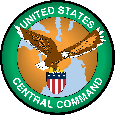 UNITED STATES
CENTRAL COMMAND